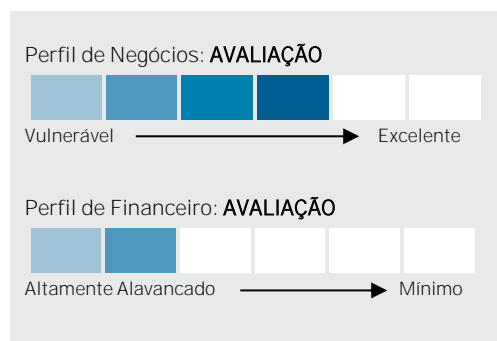 Perfil de Negócios: AVALIAÇÃO
Vulnerável Excelente
Perfil de Financeiro: AVALIAÇÃO
Altamente Alavancado Mínimo